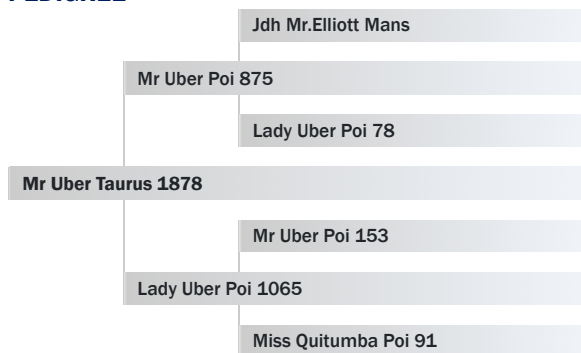 PEDIGREE
Jdh Mr.Elliott Mans
Mr Uber Poi 875
Lady Uber Poi 78
Mr Uber Taurus 1878
Mr Uber Poi 153
Lady Uber Poi 1065
Miss Quitumba Poi 91